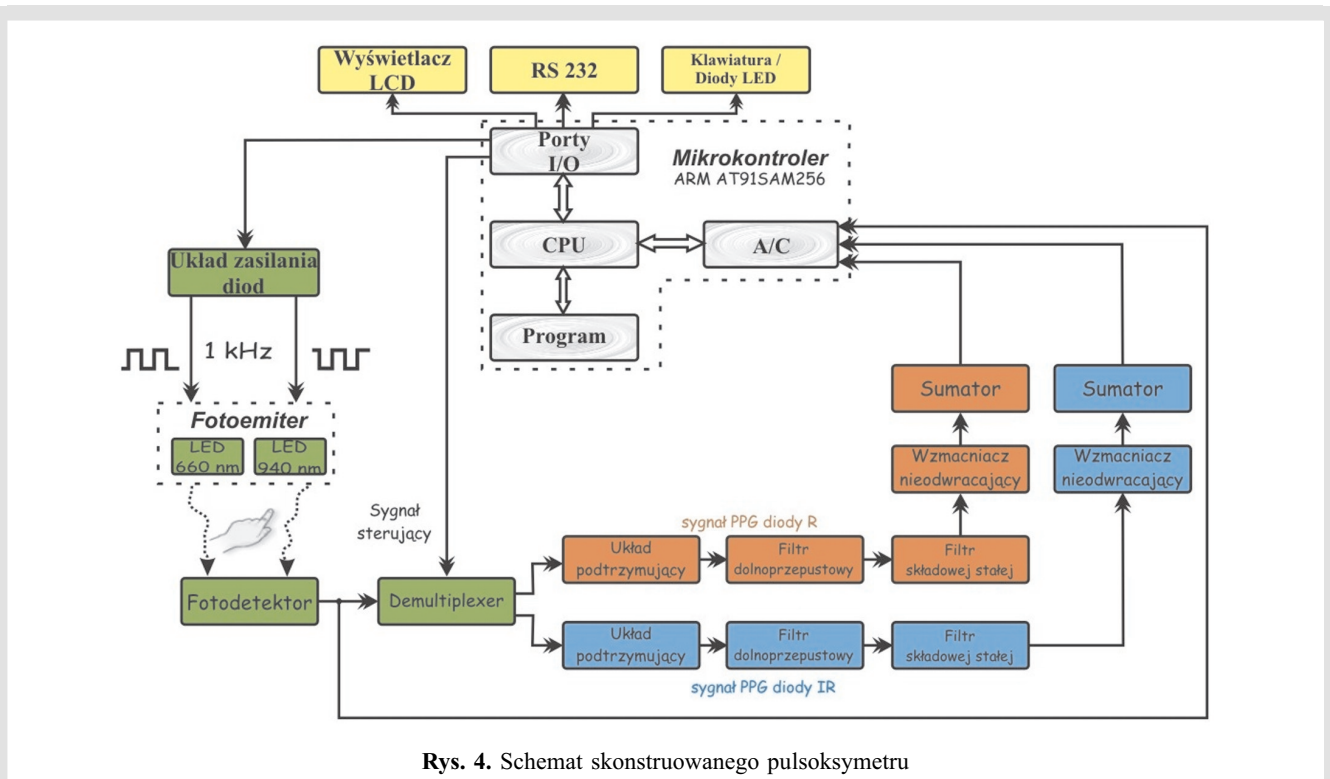 Wyświetlacz
LCD
RS 232
Klawiatura /
Diody LED
Porty
I/O
Mikrokontroler
ARM AT91SAM256
CPU
A/C
Program
Układ zasilania
diod
1 kHz
Fotoemiter
LED
660 nm
LED
940 nm
Sygnał
sterujący
Fotodetektor
Demultiplexer
sygnał PPG diody R
Układ
podtrzymujący
Filtr
dolnoprzepustowy
Filtr
składowej stałej
Wzmacniacz
nieodwracający
Sumator
Sumator
Wzmacniacz
nieodwracający
Układ
podtrzymujący
Filtr
dolnoprzepustowy
Filtr
składowej stałej
sygnał PPG diody IR
Rys. 4. Schemat skonstruowanego pulsoksymetru